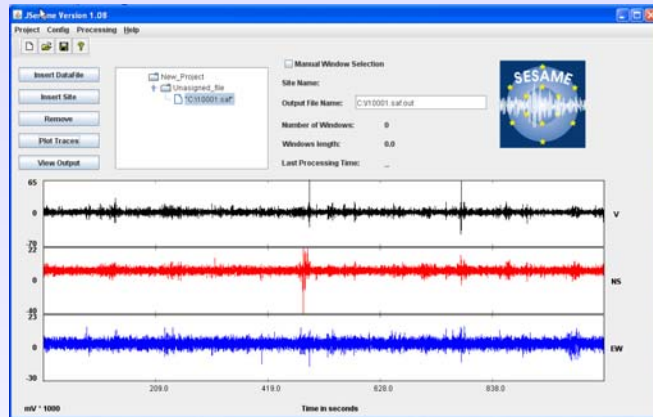 JSesame Version 1.08
Project Config Processing Help
Insert DataFile
Insert Site
Remove
Plot Traces
View Output
New_Project
Unassigned_file
"C:\10001.saf"
Manual Window Selection
Site Name:
Output File Name: C:\10001.saf.out
Number of Windows: 0
Windows length: 0.0
Last Processing Time: _
SESAME
65
0
V
-70
22
0
NS
23
0
EW
-30
209.0 419.0 628.0 838.0
mV * 1000 Time in seconds